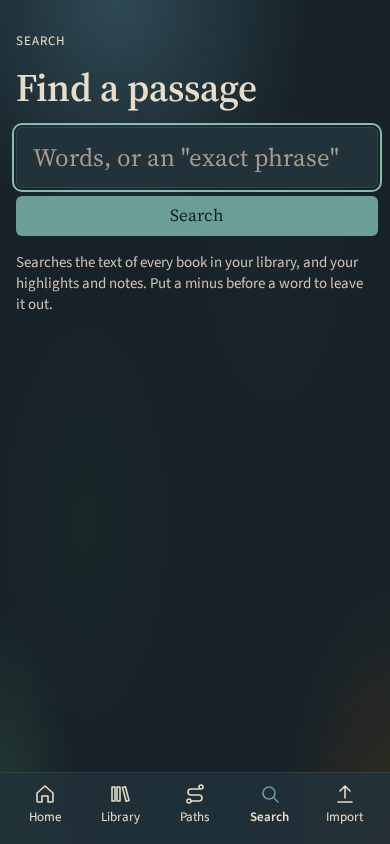 SEARCH
Find a passage
Words, or an "exact phrase"
Search
Searches the text of every book in your library, and your
highlights and notes. Put a minus before a word to leave
it out.
Home Library Paths Search Import